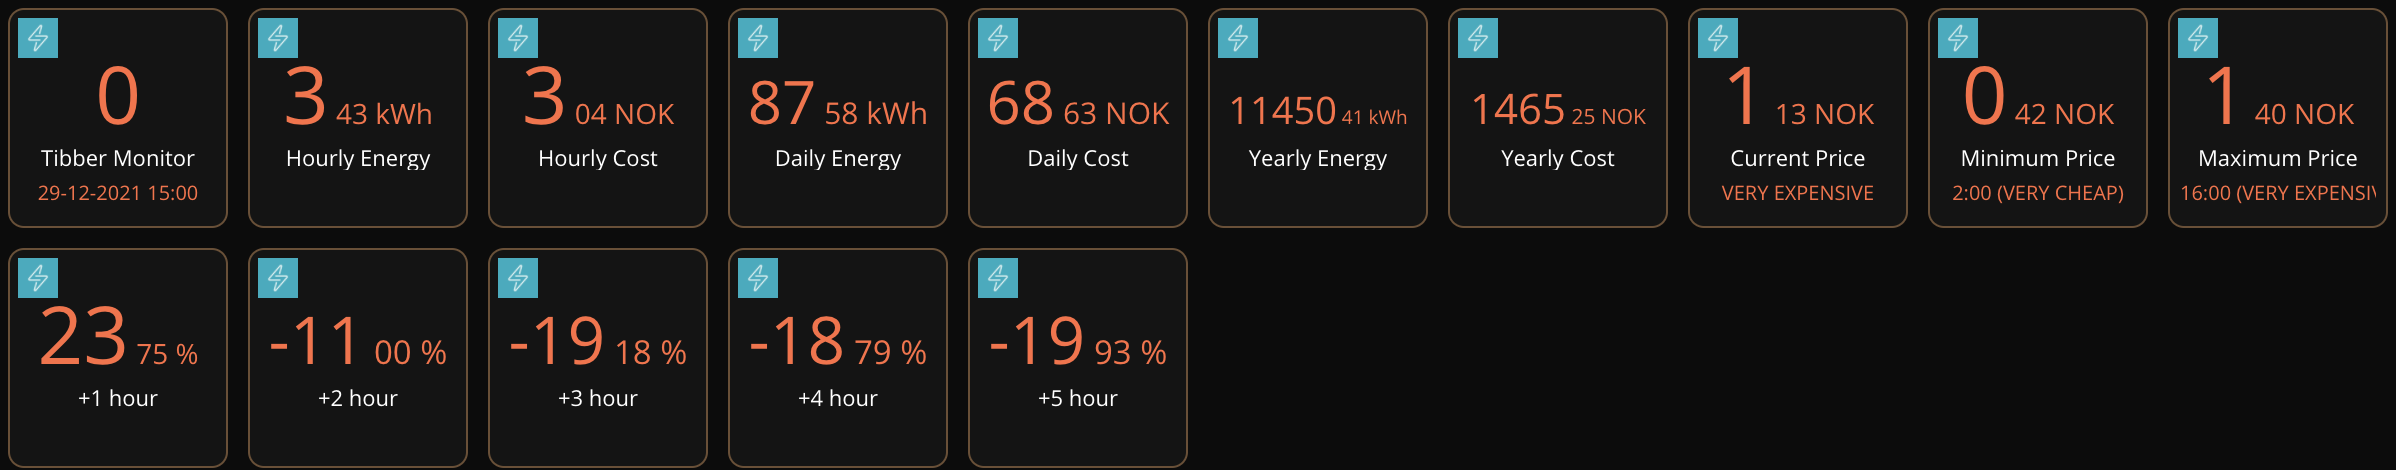 0
Tibber Monitor
29-12-2021 15:00
3 43 kWh
Hourly Energy
3 04 NOK
Hourly Cost
87 58 kWh
Daily Energy
68 63 NOK
Daily Cost
11450 41 kWh
Yearly Energy
1465 25 NOK
Yearly Cost
1 13 NOK
Current Price
VERY EXPENSIVE
0 42 NOK
Minimum Price
2:00 (VERY CHEAP)
1 40 NOK
Maximum Price
16:00 (VERY EXPENSIV
23 75 %
+1 hour
-11 00 %
+2 hour
-19 18 %
+3 hour
-18 79 %
+4 hour
-19 93 %
+5 hour